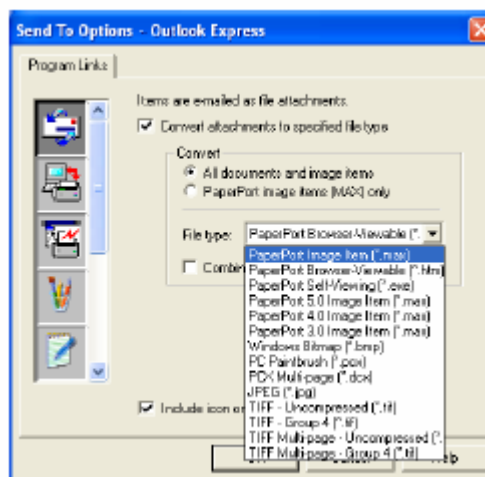 Send To Options - Outlook Express
Program Links
Items are e-mailed as file attachments.
Convert attachments to specified file type
Convert
All documents and image items
PaperPort image items [MAX] only
File type: PaperPort Browser-Viewable (*.
PaperPort Image Item (*.max)
Combin
PaperPort Browser-Viewable (*.htm)
PaperPort Self-Viewing (*.exe)
PaperPort 5.0 Image Item (*.max)
PaperPort 4.0 Image Item (*.max)
PaperPort 3.0 Image Item (*.max)
Windows Bitmap (*.bmp)
PC Paintbrush (*.pcx)
PCX Multi-page (*.dcx)
JPEG (*.jpg)
Include icon or
TIFF - Uncompressed (*.tif)
TIFF - Group 4 (*.tif)
TIFF Multi-page - Uncompressed (*.
TIFF Multi-page - Group 4 (*.tif)